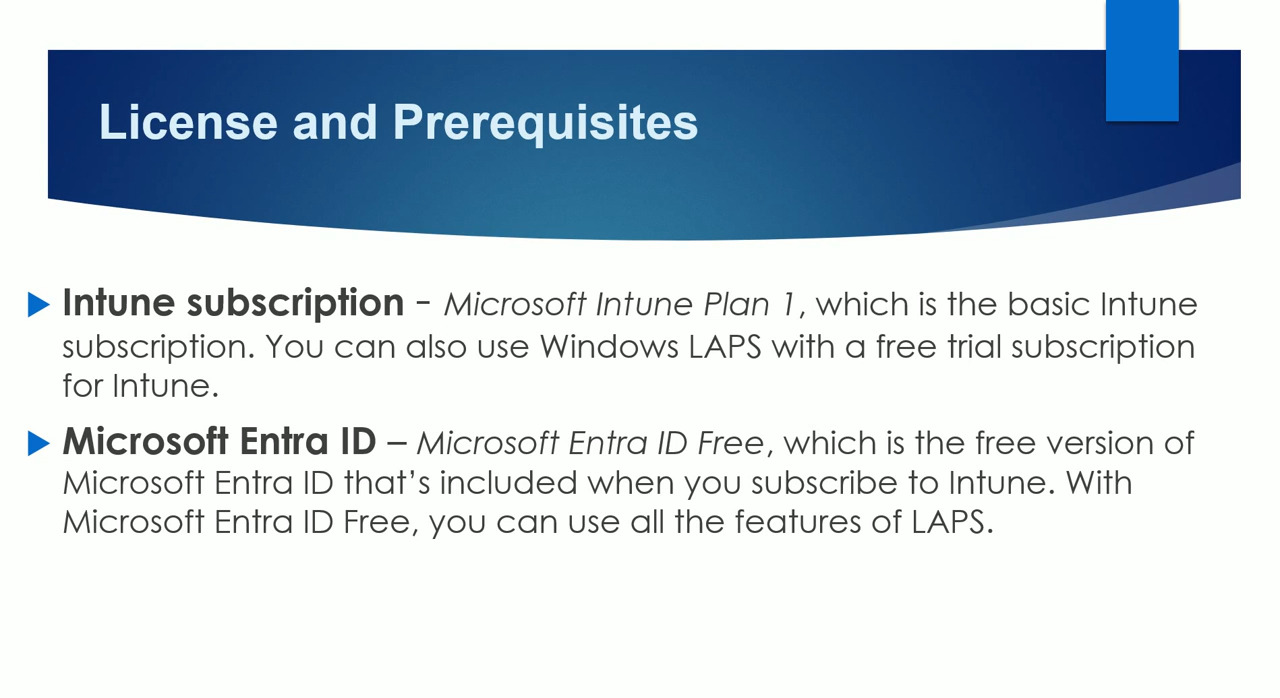 License and Prerequisites
Intune subscription - Microsoft Intune Plan 1, which is the basic Intune
subscription. You can also use Windows LAPS with a free trial subscription
for Intune.
Microsoft Entra ID – Microsoft Entra ID Free, which is the free version of
Microsoft Entra ID that’s included when you subscribe to Intune. With
Microsoft Entra ID Free, you can use all the features of LAPS.